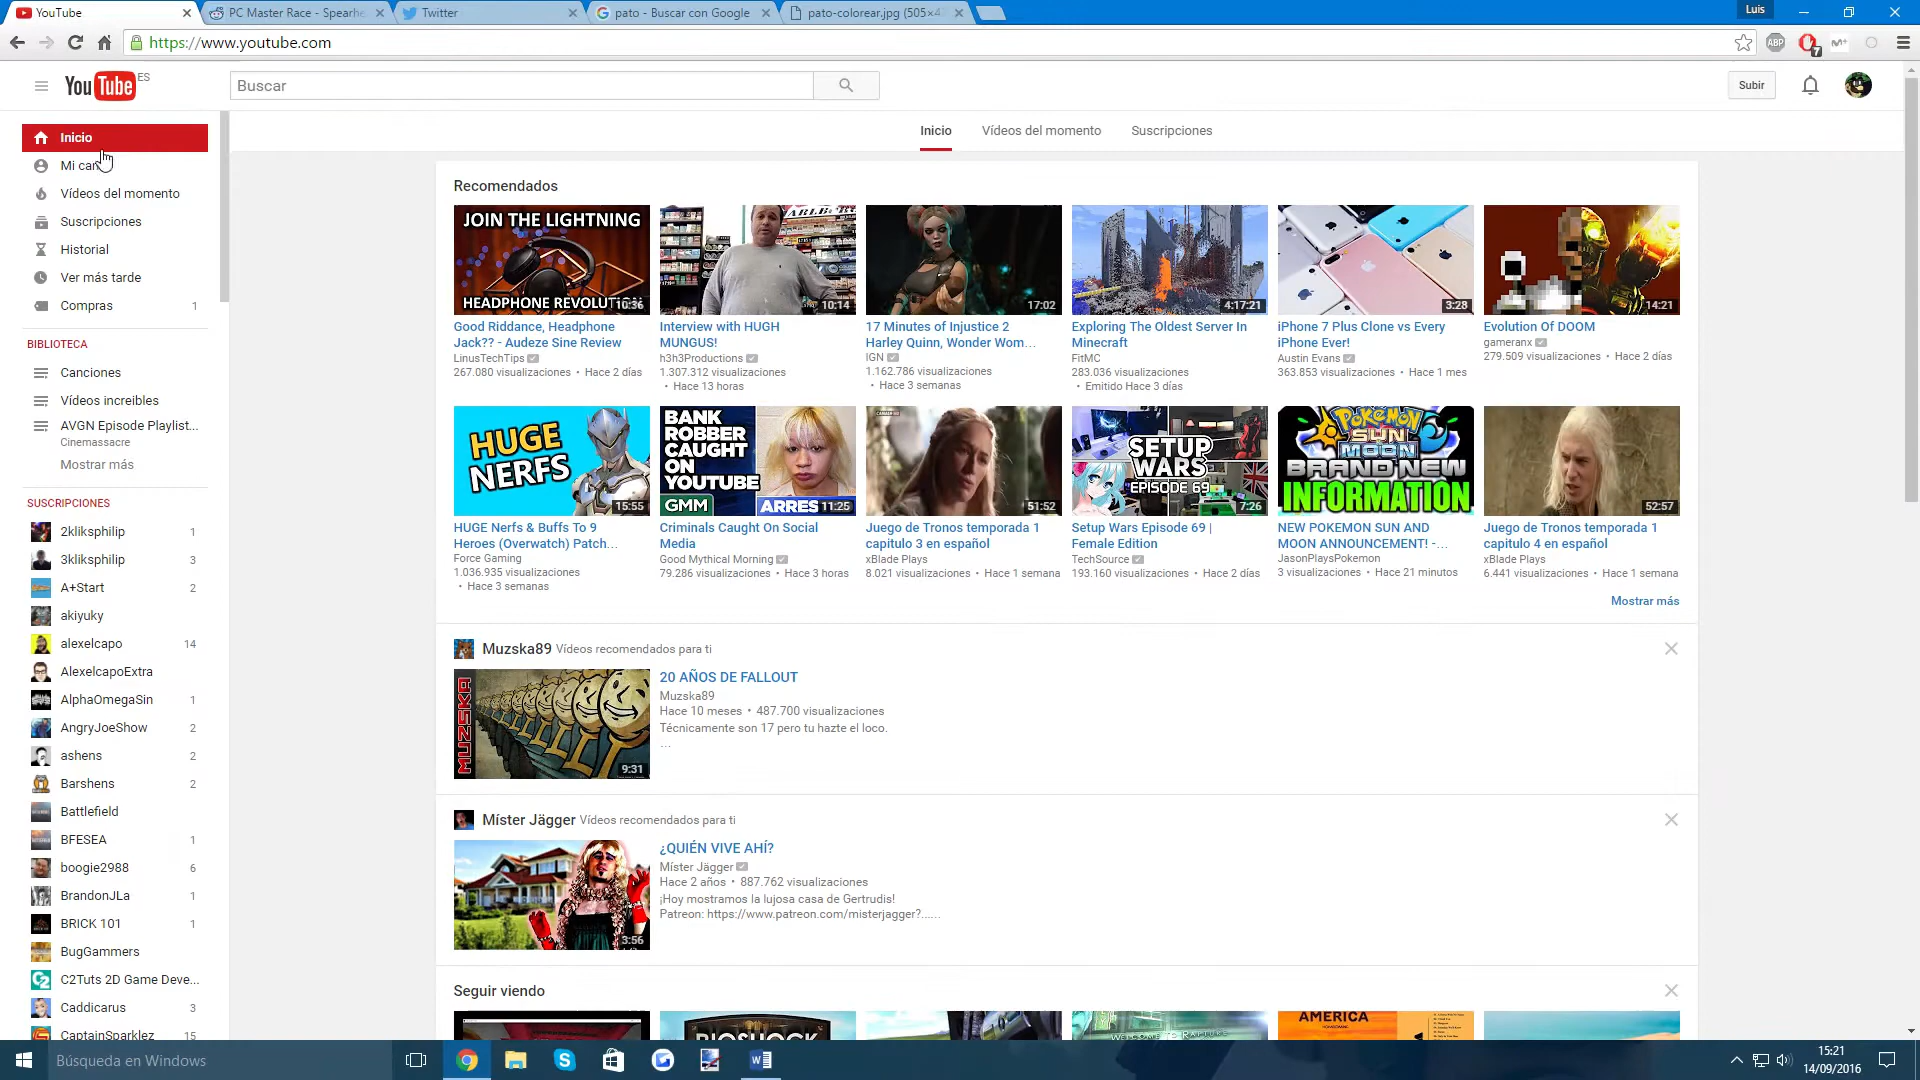 YouTube
PC Master Race - Spearhe
Twitter
pato - Buscar con Google
pato-colorear.jpg (505×4
Luis
https://www.youtube.com
ABP
7
You Tube ES
Buscar
Subir
Inicio
Vídeos del momento
Suscripciones
Inicio
Mi can
Vídeos del momento
Suscripciones
Historial
Ver más tarde
Compras 1
BIBLIOTECA
Canciones
Vídeos increibles
AVGN Episode Playlist...
Cinemassacre
Mostrar más
SUSCRIPCIONES
2kliksphilip 1
3kliksphilip 3
A+Start 2
akiyuky
alexelcapo 14
AlexelcapoExtra
AlphaOmegaSin 1
AngryJoeShow 2
ashens 2
Barshens 2
Battlefield
BFESEA 1
boogie2988 6
BrandonJLa 1
BRICK 101 1
BugGammers
C2Tuts 2D Game Deve...
Caddicarus 3
CaptainSparklez 15
Recomendados
JOIN THE LIGHTNING
HEADPHONE REVOLUT
10:36
Good Riddance, Headphone
Jack?? - Audeze Sine Review
LinusTechTips
267.080 visualizaciones • Hace 2 días
10:14
Interview with HUGH
MUNGUS!
h3h3Productions
1.307.312 visualizaciones
• Hace 13 horas
17:02
17 Minutes of Injustice 2
Harley Quinn, Wonder Wom...
IGN
1.162.786 visualizaciones
• Hace 3 semanas
4:17:21
Exploring The Oldest Server In
Minecraft
FitMC
283.036 visualizaciones
• Emitido Hace 3 días
3:28
iPhone 7 Plus Clone vs Every
iPhone Ever!
Austin Evans
363.853 visualizaciones • Hace 1 mes
14:21
Evolution Of DOOM
gameranx
279.509 visualizaciones • Hace 2 días
HUGE
NERFS
15:55
HUGE Nerfs & Buffs To 9
Heroes (Overwatch) Patch...
Force Gaming
1.036.935 visualizaciones
• Hace 3 semanas
BANK
ROBBER
CAUGHT
ON
YOUTUBE
GMM
ARRES
11:25
Criminals Caught On Social
Media
Good Mythical Morning
79.286 visualizaciones • Hace 3 horas
51:52
Juego de Tronos temporada 1
capitulo 3 en español
xBlade Plays
8.021 visualizaciones • Hace 1 semana
SETUP
WARS
EPISODE 69
7:26
Setup Wars Episode 69 |
Female Edition
TechSource
193.160 visualizaciones • Hace 2 días
POKéMON
SUN
MOON
BRAND NEW
INFORMATION
NEW POKEMON SUN AND
MOON ANNOUNCEMENT! -...
JasonPlaysPokemon
3 visualizaciones • Hace 21 minutos
52:57
Juego de Tronos temporada 1
capitulo 4 en español
xBlade Plays
6.441 visualizaciones • Hace 1 semana
Mostrar más
Muzska89 Vídeos recomendados para ti
MUZSKA
9:31
20 AÑOS DE FALLOUT
Muzska89
Hace 10 meses • 487.700 visualizaciones
Técnicamente son 17 pero tu hazte el loco.
...
Míster Jägger Vídeos recomendados para ti
3:56
¿QUIÉN VIVE AHÍ?
Míster Jägger
Hace 2 años • 887.762 visualizaciones
¡Hoy mostramos la lujosa casa de Gertrudis!
Patreon: https://www.patreon.com/misterjagger?......
Seguir viendo
BIOSHOCK
WELCOME TO RAPTURE
AMERICA
Búsqueda en Windows
15:21
14/09/2016